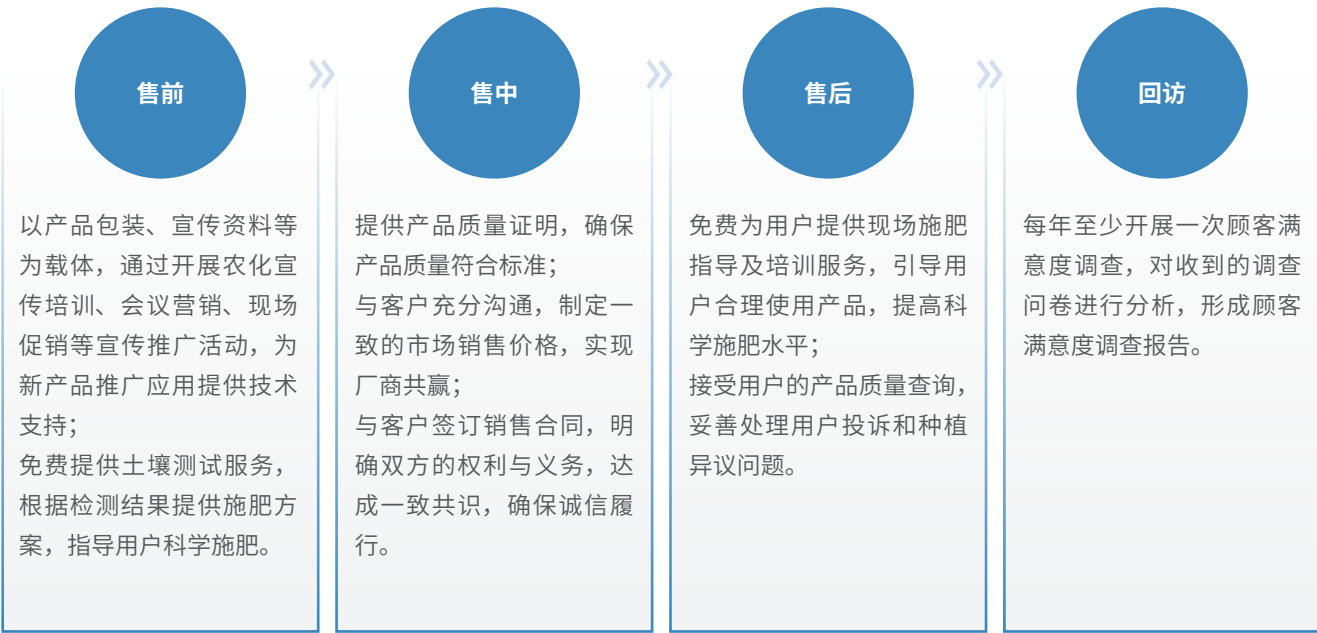 售前
以产品包装、宣传资料等
为载体，通过开展农化宣
传培训、会议营销、现场
促销等宣传推广活动，为
新产品推广应用提供技术
支持；
免费提供土壤测试服务，
根据检测结果提供施肥方
案，指导用户科学施肥。
售中
提供产品质量证明，确保
产品质量符合标准；
与客户充分沟通，制定一
致的市场销售价格，实现
厂商共赢；
与客户签订销售合同，明
确双方的权利与义务，达
成一致共识，确保诚信履
行。
售后
免费为用户提供现场施肥
指导及培训服务，引导用
户合理使用产品，提高科
学施肥水平；
接受用户的产品质量查询，
妥善处理用户投诉和种植
异议问题。
回访
每年至少开展一次顾客满
意度调查，对收到的调查
问卷进行分析，形成顾客
满意度调查报告。